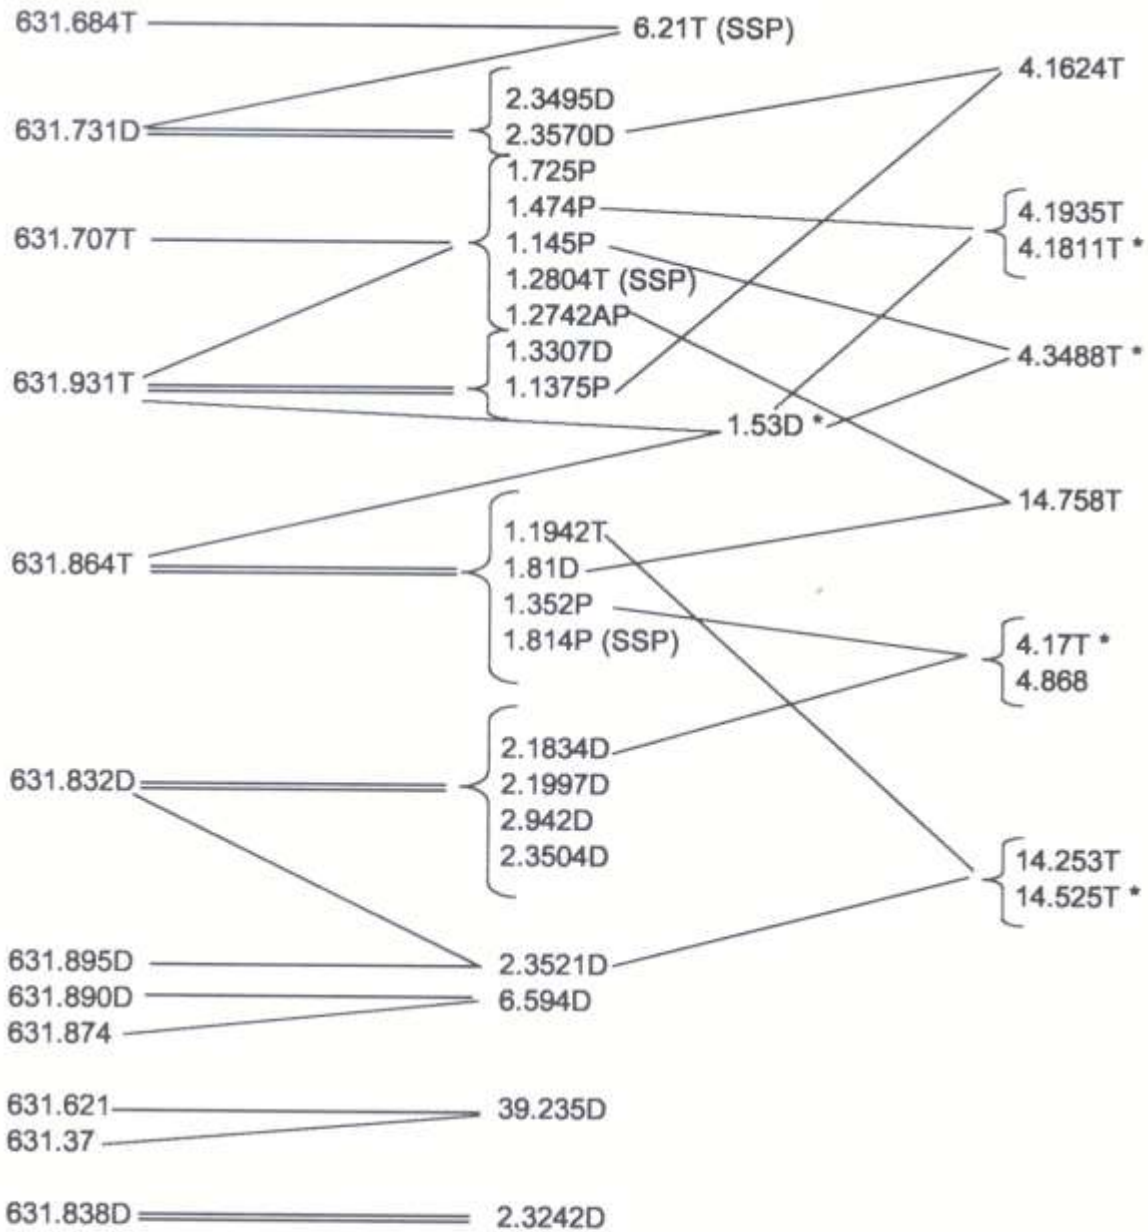 631.684T
6.21T (SSP)
4.1624T
2.3495D
631.731D
2.3570D
1.725P
1.474P
4.1935T
631.707T
1.145P
4.1811T *
1.2804T (SSP)
1.2742AP
1.3307D
4.3488T *
631.931T
1.1375P
1.53D *
14.758T
1.1942T
631.864T
1.81D
1.352P
1.814P (SSP)
4.17T *
4.868
2.1834D
631.832D
2.1997D
2.942D
2.3504D
14.253T
14.525T *
631.895D
2.3521D
631.890D
6.594D
631.874
631.621
39.235D
631.37
631.838D
2.3242D